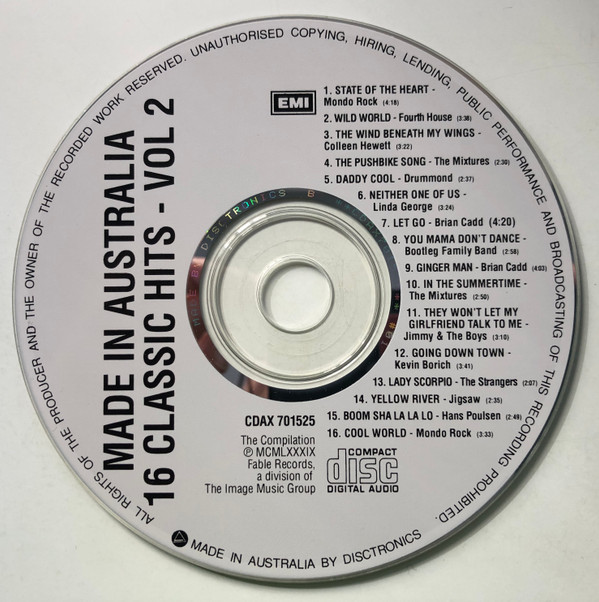 ALL RIGHTS OF THE PRODUCER AND THE OWNER OF THE RECORDED WORK RESERVED. UNAUTHORISED COPYING, HIRING, LENDING, PUBLIC PERFORMANCE AND BROADCASTING OF THIS RECORDING PROHIBITED.
MADE IN AUSTRALIA
16 CLASSIC HITS - VOL 2
EMI
1. STATE OF THE HEART -
Mondo Rock (4:18)
2. WILD WORLD - Fourth House (3:38)
3. THE WIND BENEATH MY WINGS -
Colleen Hewett (3:22)
4. THE PUSHBIKE SONG - The Mixtures (2:30)
5. DADDY COOL - Drummond (2:37)
6. NEITHER ONE OF US -
Linda George (3:24)
7. LET GO - Brian Cadd (4:20)
8. YOU MAMA DON'T DANCE -
Bootleg Family Band (2:58)
9. GINGER MAN - Brian Cadd (4:03)
10. IN THE SUMMERTIME -
The Mixtures (2:50)
11. THEY WON'T LET MY
GIRLFRIEND TALK TO ME -
Jimmy & The Boys (3:10)
12. GOING DOWN TOWN -
Kevin Borich (3:41)
13. LADY SCORPIO - The Strangers (2:07)
14. YELLOW RIVER - Jigsaw (2:35)
15. BOOM SHA LA LA LO - Hans Poulsen (2:49)
16. COOL WORLD - Mondo Rock (3:33)
CDAX 701525
The Compilation
℗ MCMLXXXIX
Fable Records,
a division of
The Image Music Group
COMPACT
disc
DIGITAL AUDIO
MADE IN AUSTRALIA BY DISCTRONICS
MADE BY DISCTRONICS B